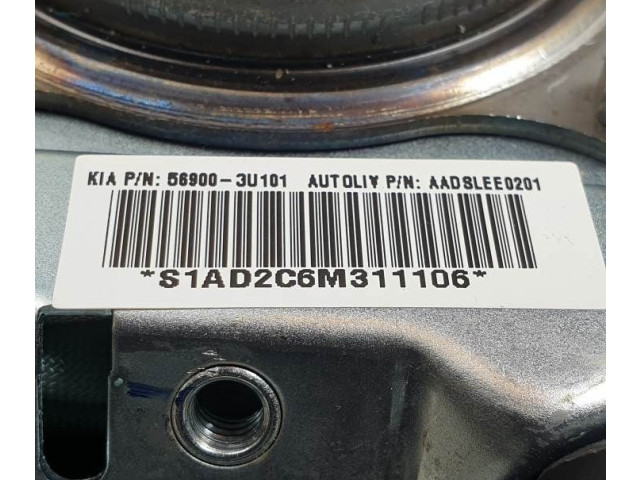 KIA P/N: 56900-3U101 AUTOLIV P/N: AADSLEE0201
*S1AD2C6M311106*